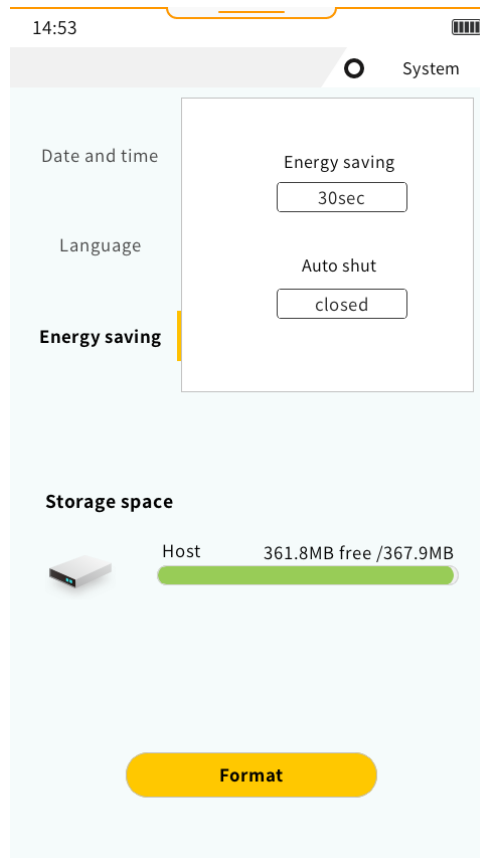 14:53
System
Date and time
Language
Energy saving
Energy saving
30sec
Auto shut
closed
Storage space
Host 361.8MB free /367.9MB
Format